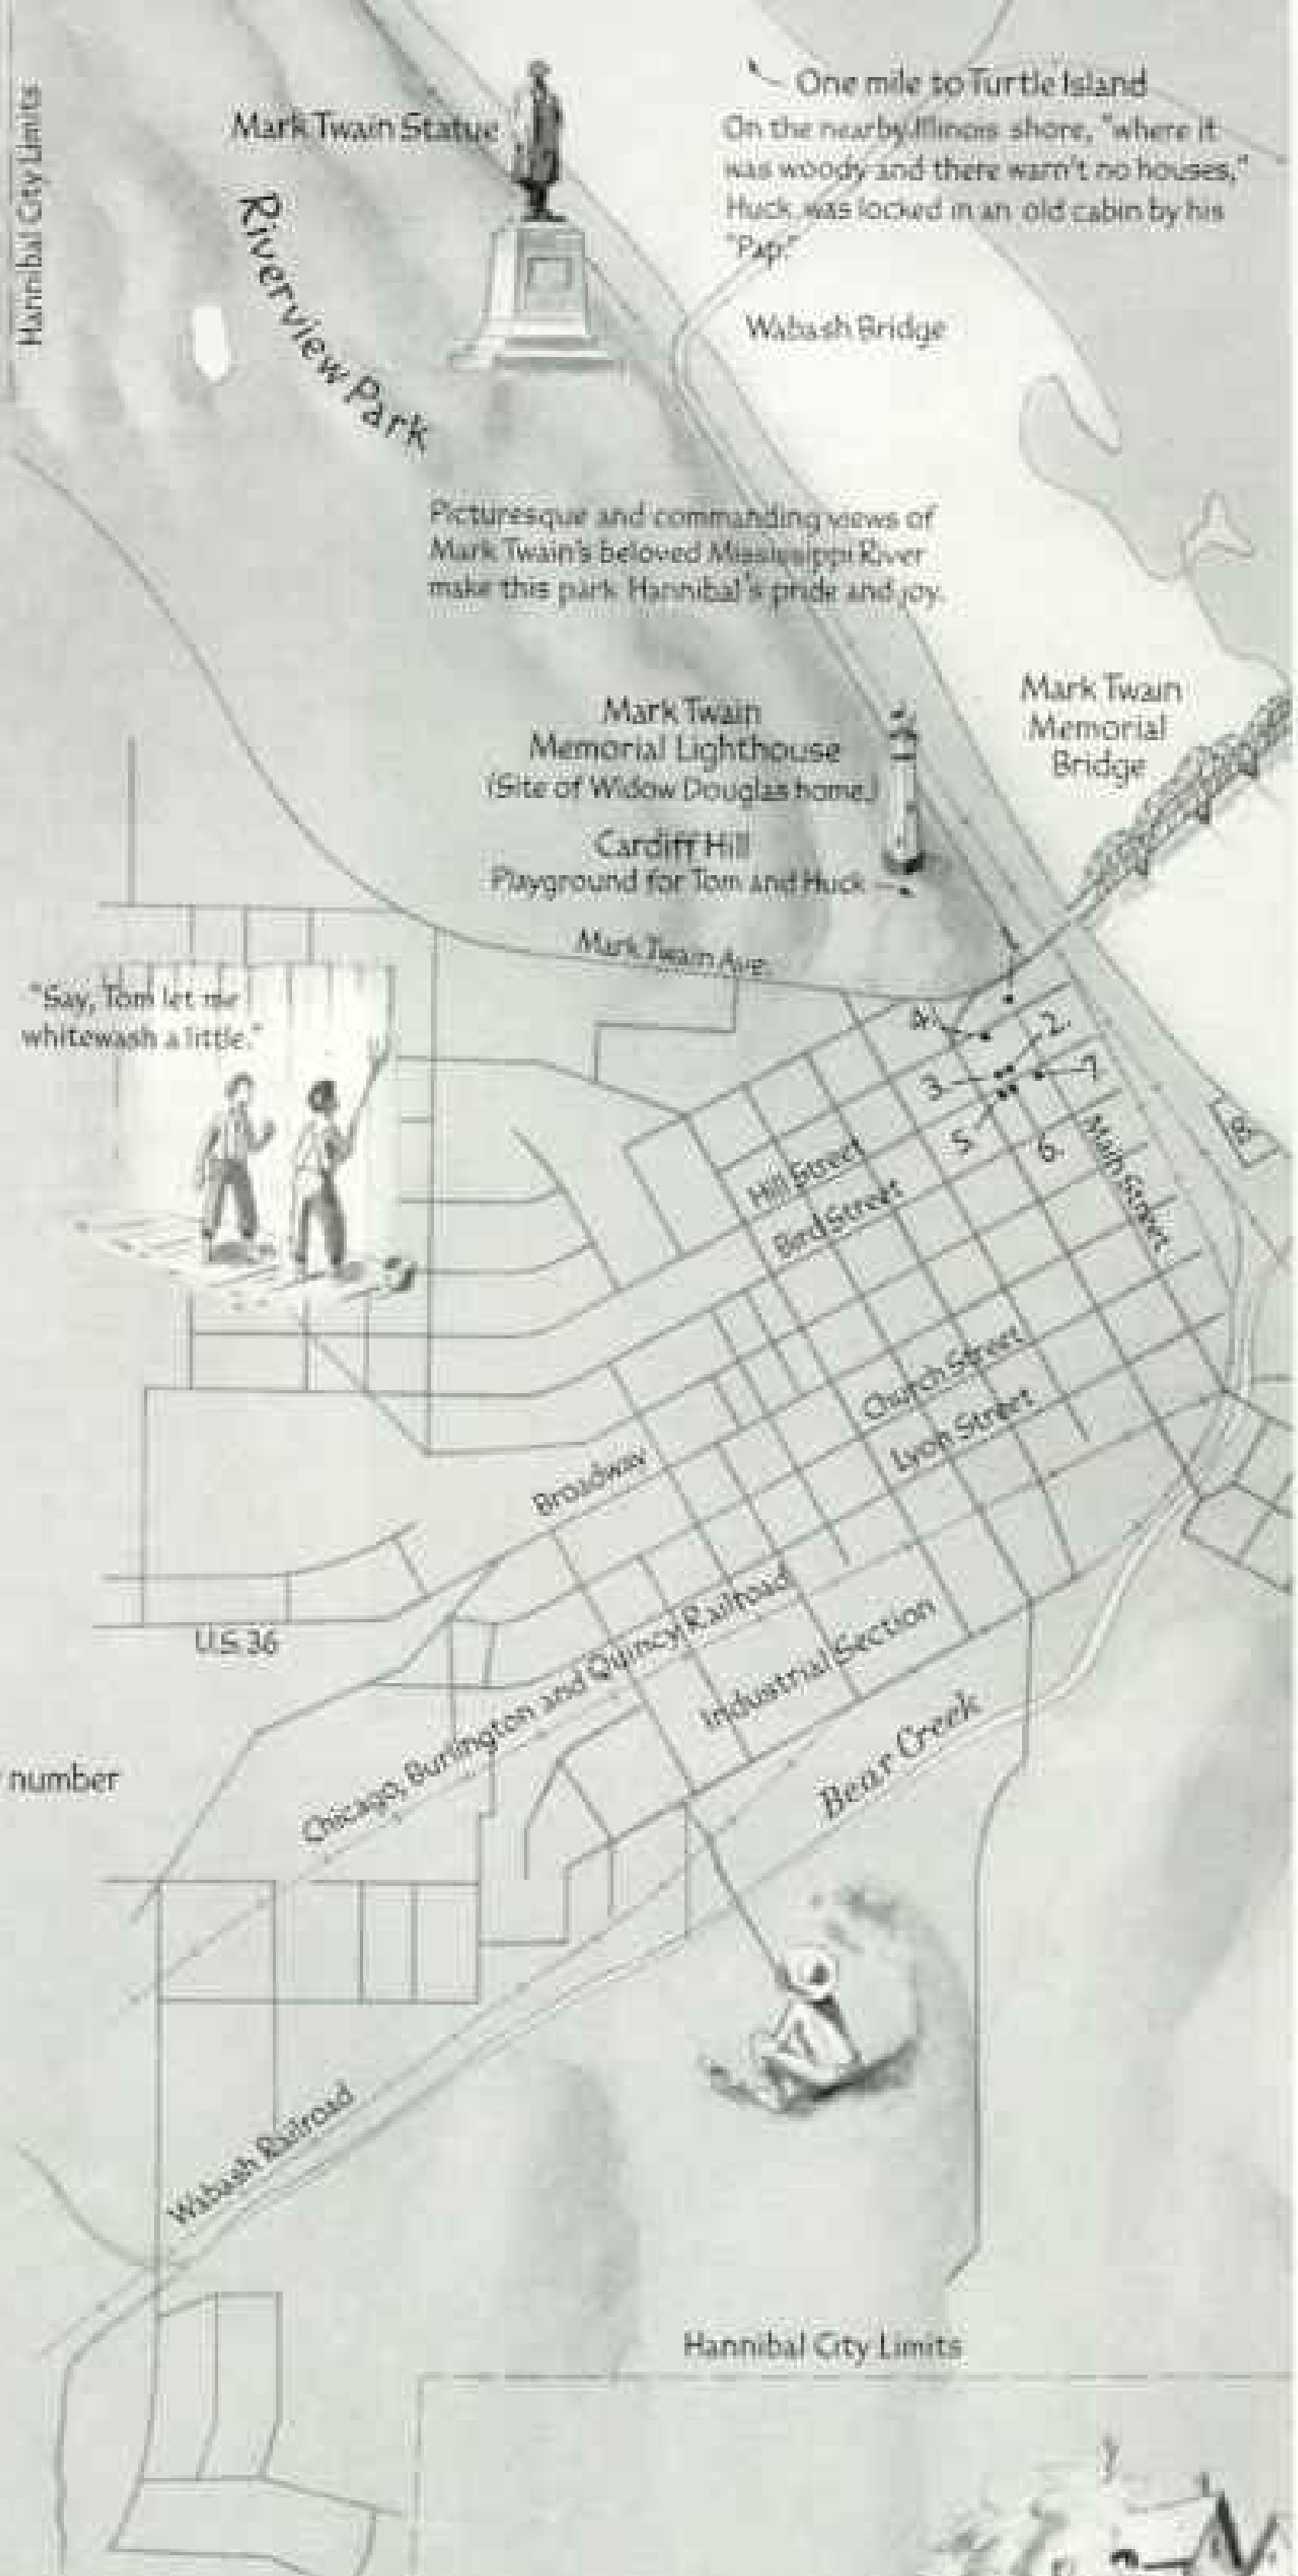 Hannibal City Limits
Mark Twain Statue
Riverview Park
One mile to Turtle Island
On the nearby Illinois shore, "where it
was woody and there warn't no houses,"
Huck was locked in an old cabin by his
"Pap."
Wabash Bridge
Picturesque and commanding views of
Mark Twain's beloved Mississippi River
make this park Hannibal's pride and joy.
Mark Twain
Memorial Lighthouse
(Site of Widow Douglas home.)
Mark Twain
Memorial
Bridge
Cardiff Hill
Playground for Tom and Huck
Mark Twain Ave.
"Say, Tom let me
whitewash a little."
4.
2.
3
7.
5.
6.
8.
Main Street
Hill Street
Bird Street
Church Street
Lyon Street
Broadway
U.S. 36
Chicago, Burlington and Quincy Railroad
Industrial Section
Bear Creek
number
Wabash Railroad
Hannibal City Limits